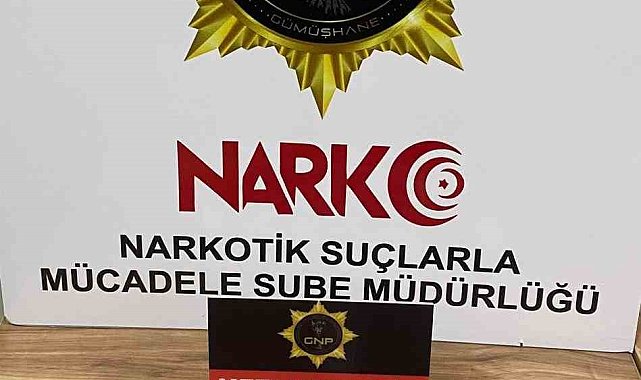 GÜMÜŞHANE
NARKO
NARKOTİK SUÇLARLA
MÜCADELE SUBE MÜDÜRLÜĞÜ
GNP